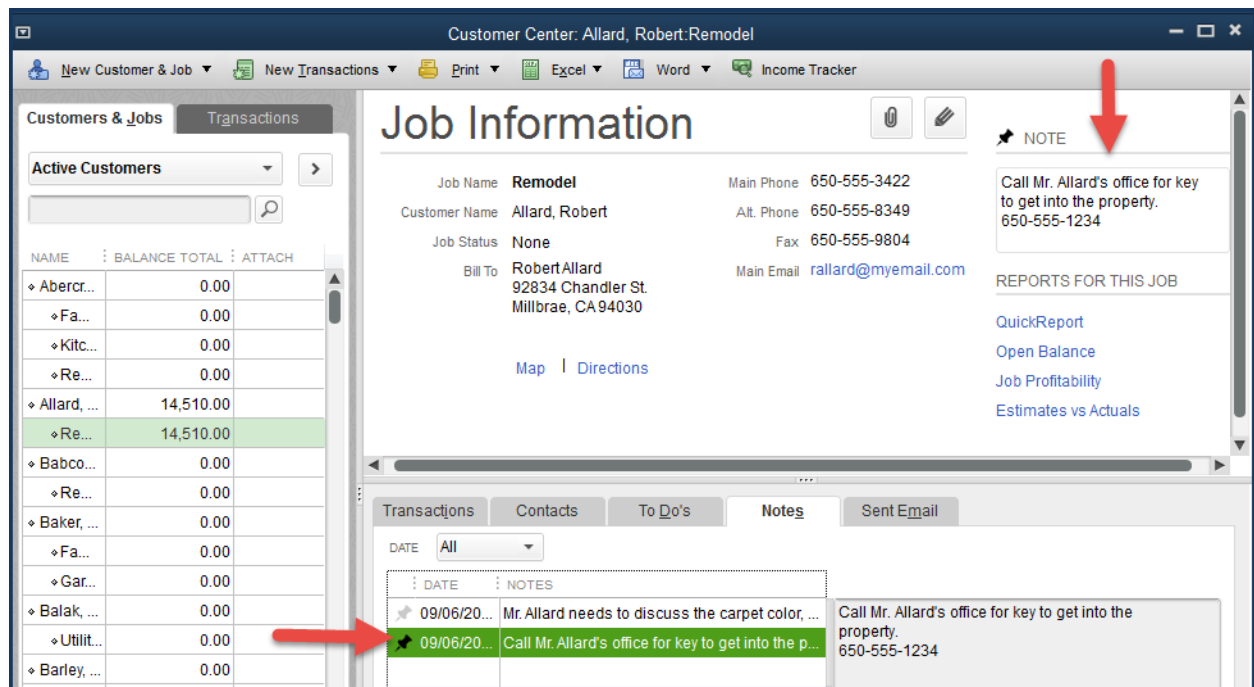 Customer Center: Allard, Robert:Remodel
New Customer & Job New Transactions Print Excel Word Income Tracker
Customers & Jobs Transactions
Active Customers
NAME BALANCE TOTAL ATTACH
Abercr... 0.00
Fa... 0.00
Kitc... 0.00
Re... 0.00
Allard, ... 14,510.00
Re... 14,510.00
Babco... 0.00
Re... 0.00
Baker, ... 0.00
Fa... 0.00
Gar... 0.00
Balak, ... 0.00
Utilit... 0.00
Barley, ... 0.00
Job Information
Job Name Remodel
Customer Name Allard, Robert
Job Status None
Bill To Robert Allard
92834 Chandler St.
Millbrae, CA 94030
Map | Directions
Main Phone 650-555-3422
Alt. Phone 650-555-8349
Fax 650-555-9804
Main Email rallard@myemail.com
NOTE
Call Mr. Allard's office for key
to get into the property.
650-555-1234
REPORTS FOR THIS JOB
QuickReport
Open Balance
Job Profitability
Estimates vs Actuals
Transactions Contacts To Do's Notes Sent Email
DATE All
DATE NOTES
09/06/20... Mr. Allard needs to discuss the carpet color, ...
09/06/20... Call Mr. Allard's office for key to get into the p...
Call Mr. Allard's office for key to get into the
property.
650-555-1234